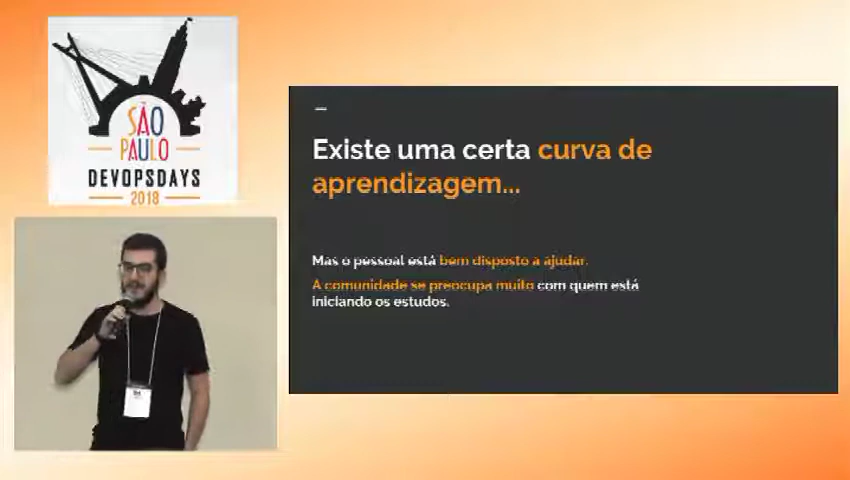 SÃO
PAULO
DEVOPSDAYS
2018
Existe uma certa curva de
aprendizagem...
Mas o pessoal está bem disposto a ajudar.
A comunidade se preocupa muito com quem está
iniciando os estudos.